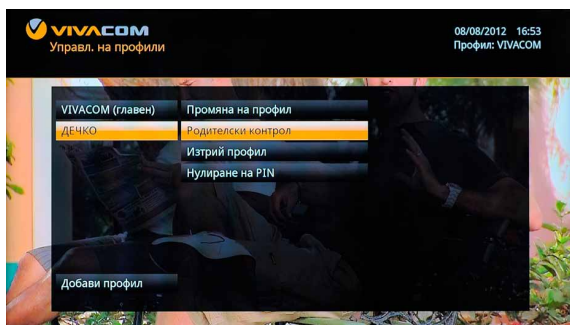 VIVACOM
Управл. на профили
08/08/2012 16:53
Профил: VIVACOM
VIVACOM (главен)
Промяна на профил
ДЕЧКО
Родителски контрол
Изтрий профил
Нулиране на PIN
Добави профил